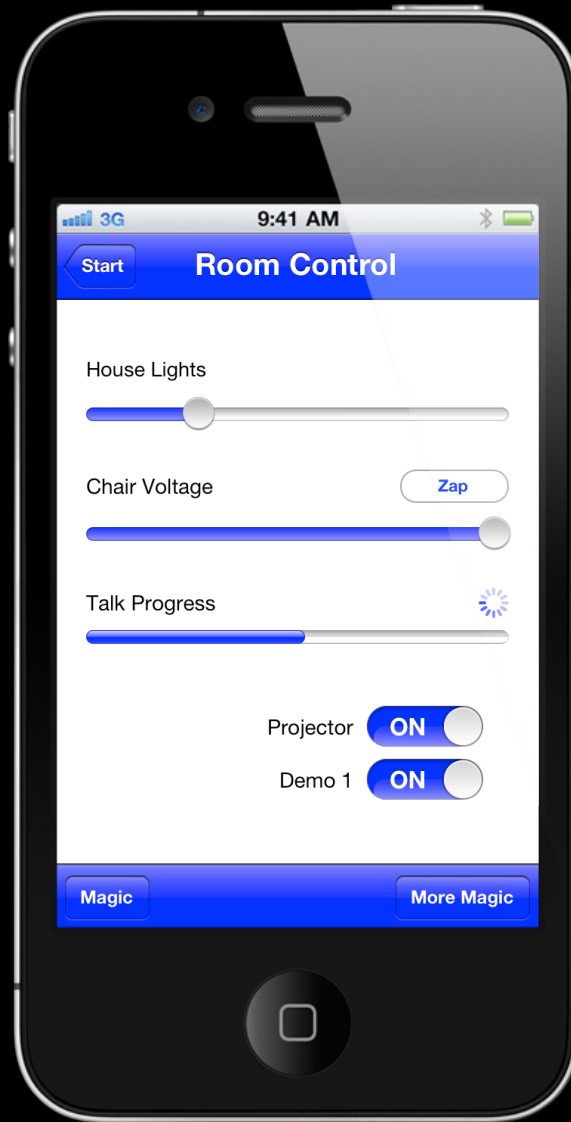 3G 9:41 AM
Start Room Control
House Lights
Chair Voltage Zap
Talk Progress
Projector ON
Demo 1 ON
Magic More Magic